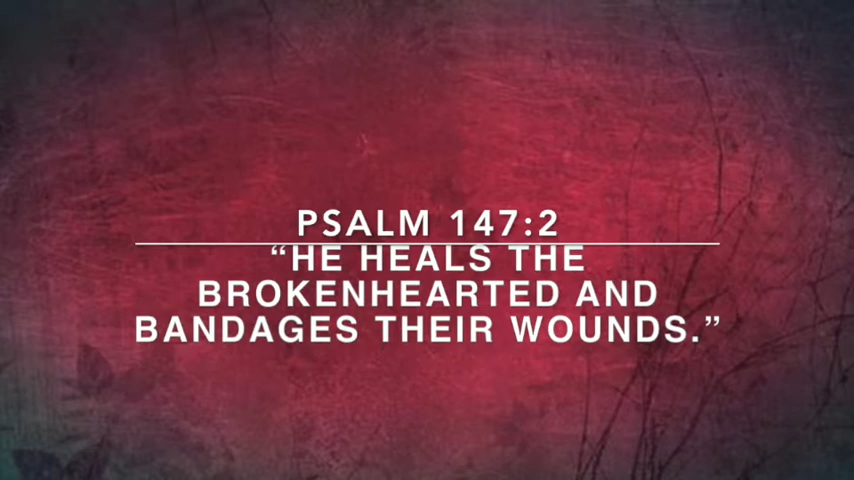 PSALM 147:2
“HE HEALS THE
BROKENHEARTED AND
BANDAGES THEIR WOUNDS.”